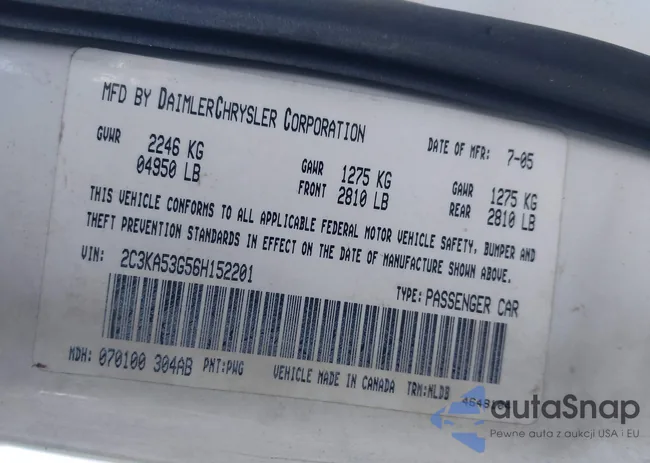 MFD BY DAIMLERCHRYSLER CORPORATION DATE OF MFR: 7-05
GVWR 2246 KG 04950 LB GAWR FRONT 1275 KG 2810 LB GAWR REAR 1275 KG 2810 LB
THIS VEHICLE CONFORMS TO ALL APPLICABLE FEDERAL MOTOR VEHICLE SAFETY, BUMPER AND
THEFT PREVENTION STANDARDS IN EFFECT ON THE DATE OF MANUFACTURE SHOWN ABOVE.
VIN: 2C3KA53G56H152201 TYPE: PASSENGER CAR
MDH: 070100 304AB PNT:PWG VEHICLE MADE IN CANADA TRM:NLDB
autaSnap
Pewne auta z aukcji USA i EU